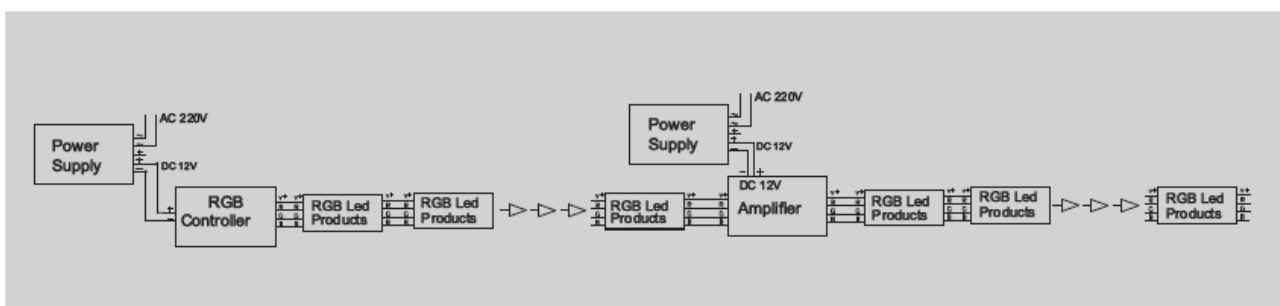 AC 220V
Power
Supply
DC 12V
RGB
Controller
RGB Led
Products
RGB Led
Products
RGB Led
Products
AC 220V
Power
Supply
DC 12V
DC 12V
Amplifier
RGB Led
Products
RGB Led
Products
RGB Led
Products